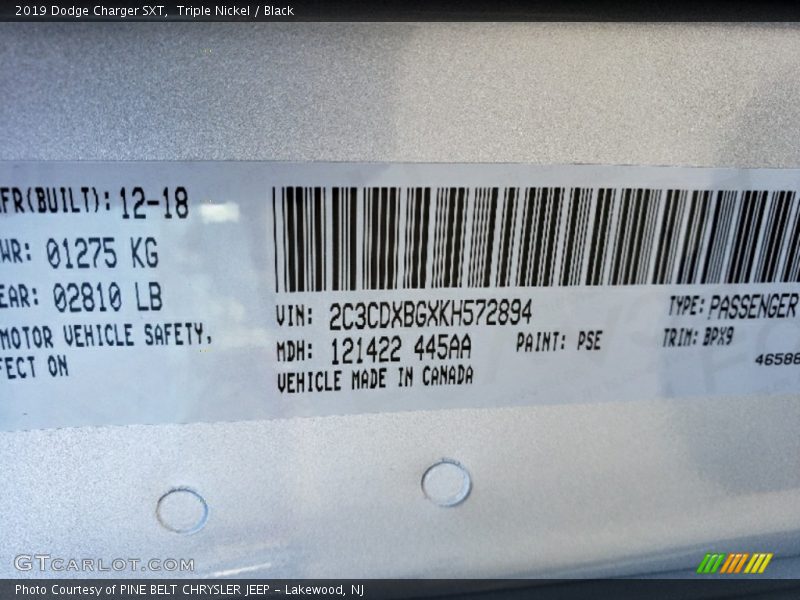 2019 Dodge Charger SXT, Triple Nickel / Black
FR(BUILT): 12-18
WR: 01275 KG
EAR: 02810 LB
MOTOR VEHICLE SAFETY,
FECT ON
VIN: 2C3CDXBGXKH572894
TYPE: PASSENGER
MDH: 121422 445AA
PAINT: PSE
TRIM: BPX9
VEHICLE MADE IN CANADA
46586
GTCARLOT.COM
Photo Courtesy of PINE BELT CHRYSLER JEEP - Lakewood, NJ